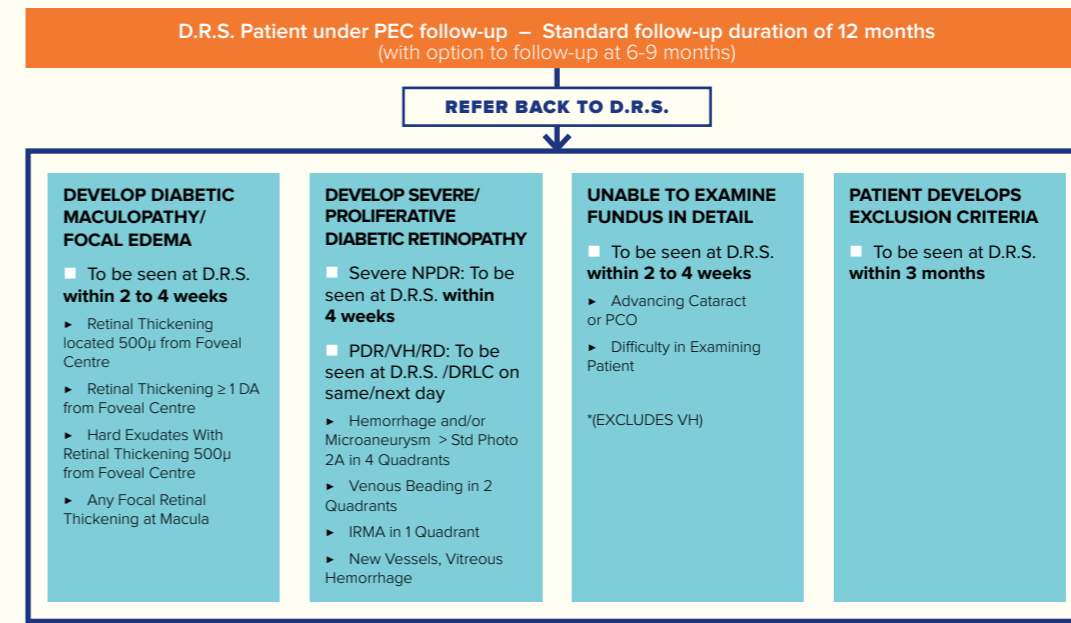 D.R.S. Patient under PEC follow-up – Standard follow-up duration of 12 months
(with option to follow-up at 6-9 months)
REFER BACK TO D.R.S.
DEVELOP DIABETIC
MACULOPATHY/
FOCAL EDEMA
■ To be seen at D.R.S.
within 2 to 4 weeks
► Retinal Thickening
located 500µ from Foveal
Centre
► Retinal Thickening ≥ 1 DA
from Foveal Centre
► Hard Exudates With
Retinal Thickening 500µ
from Foveal Centre
► Any Focal Retinal
Thickening at Macula
DEVELOP SEVERE/
PROLIFERATIVE
DIABETIC RETINOPATHY
■ Severe NPDR: To be
seen at D.R.S. within
4 weeks
■ PDR/VH/RD: To be
seen at D.R.S. /DRLC on
same/next day
► Hemorrhage and/or
Microaneurysm > Std Photo
2A in 4 Quadrants
► Venous Beading in 2
Quadrants
► IRMA in 1 Quadrant
► New Vessels, Vitreous
Hemorrhage
UNABLE TO EXAMINE
FUNDUS IN DETAIL
■ To be seen at D.R.S.
within 2 to 4 weeks
► Advancing Cataract
or PCO
► Difficulty in Examining
Patient
*(EXCLUDES VH)
PATIENT DEVELOPS
EXCLUSION CRITERIA
■ To be seen at D.R.S.
within 3 months